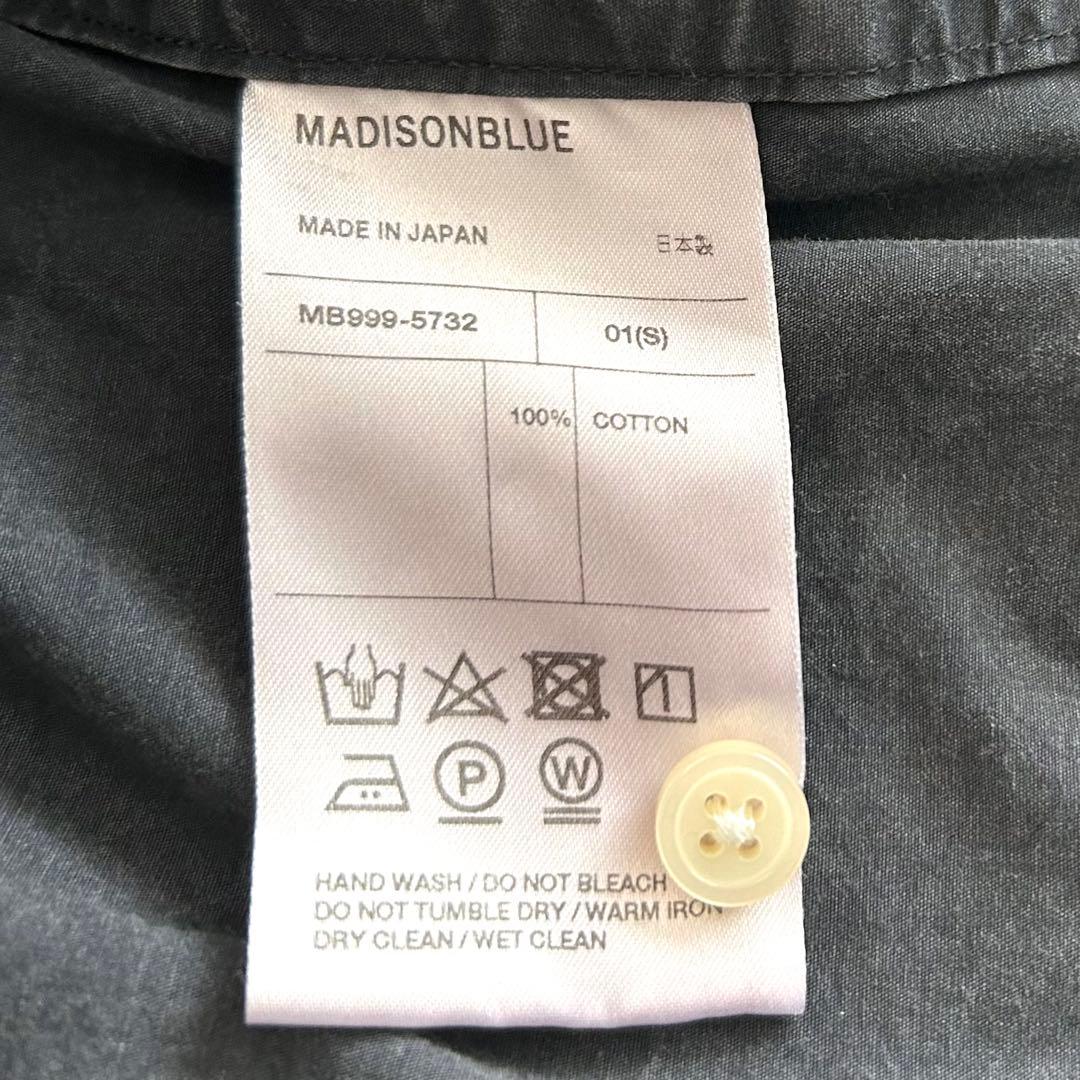 MADISONBLUE
MADE IN JAPAN 日本製
MB999-5732 01(S)
100% COTTON
P W
HAND WASH / DO NOT BLEACH
DO NOT TUMBLE DRY / WARM IRON
DRY CLEAN / WET CLEAN